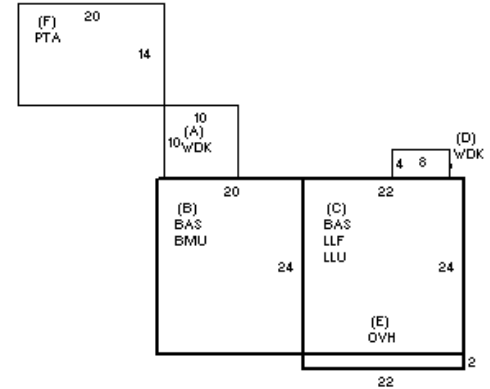 (F) 20
PTA
14
10
(A)
10 WDK
(D)
WDK
4 8
20
22
(B)
BAS
BMU
(C)
BAS
LLF
LLU
24
24
(E)
OVH
2
22